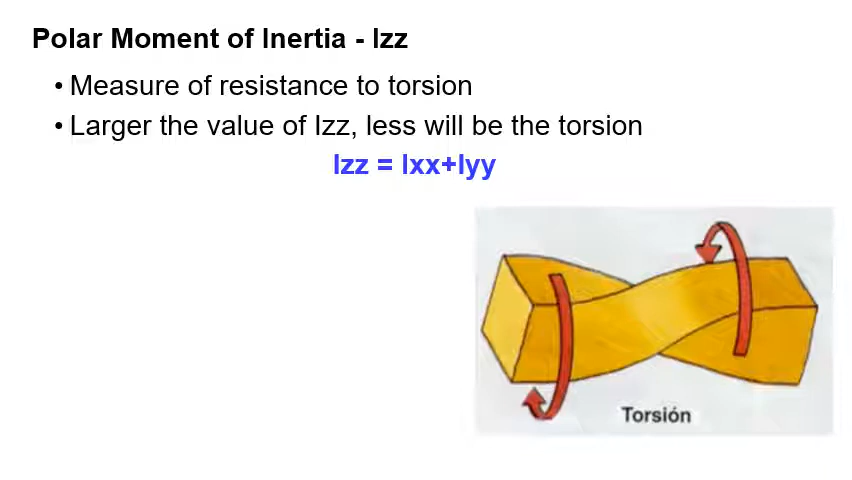 Polar Moment of Inertia - Izz
• Measure of resistance to torsion
• Larger the value of Izz, less will be the torsion
Izz = Ixx+Iyy
Torsión